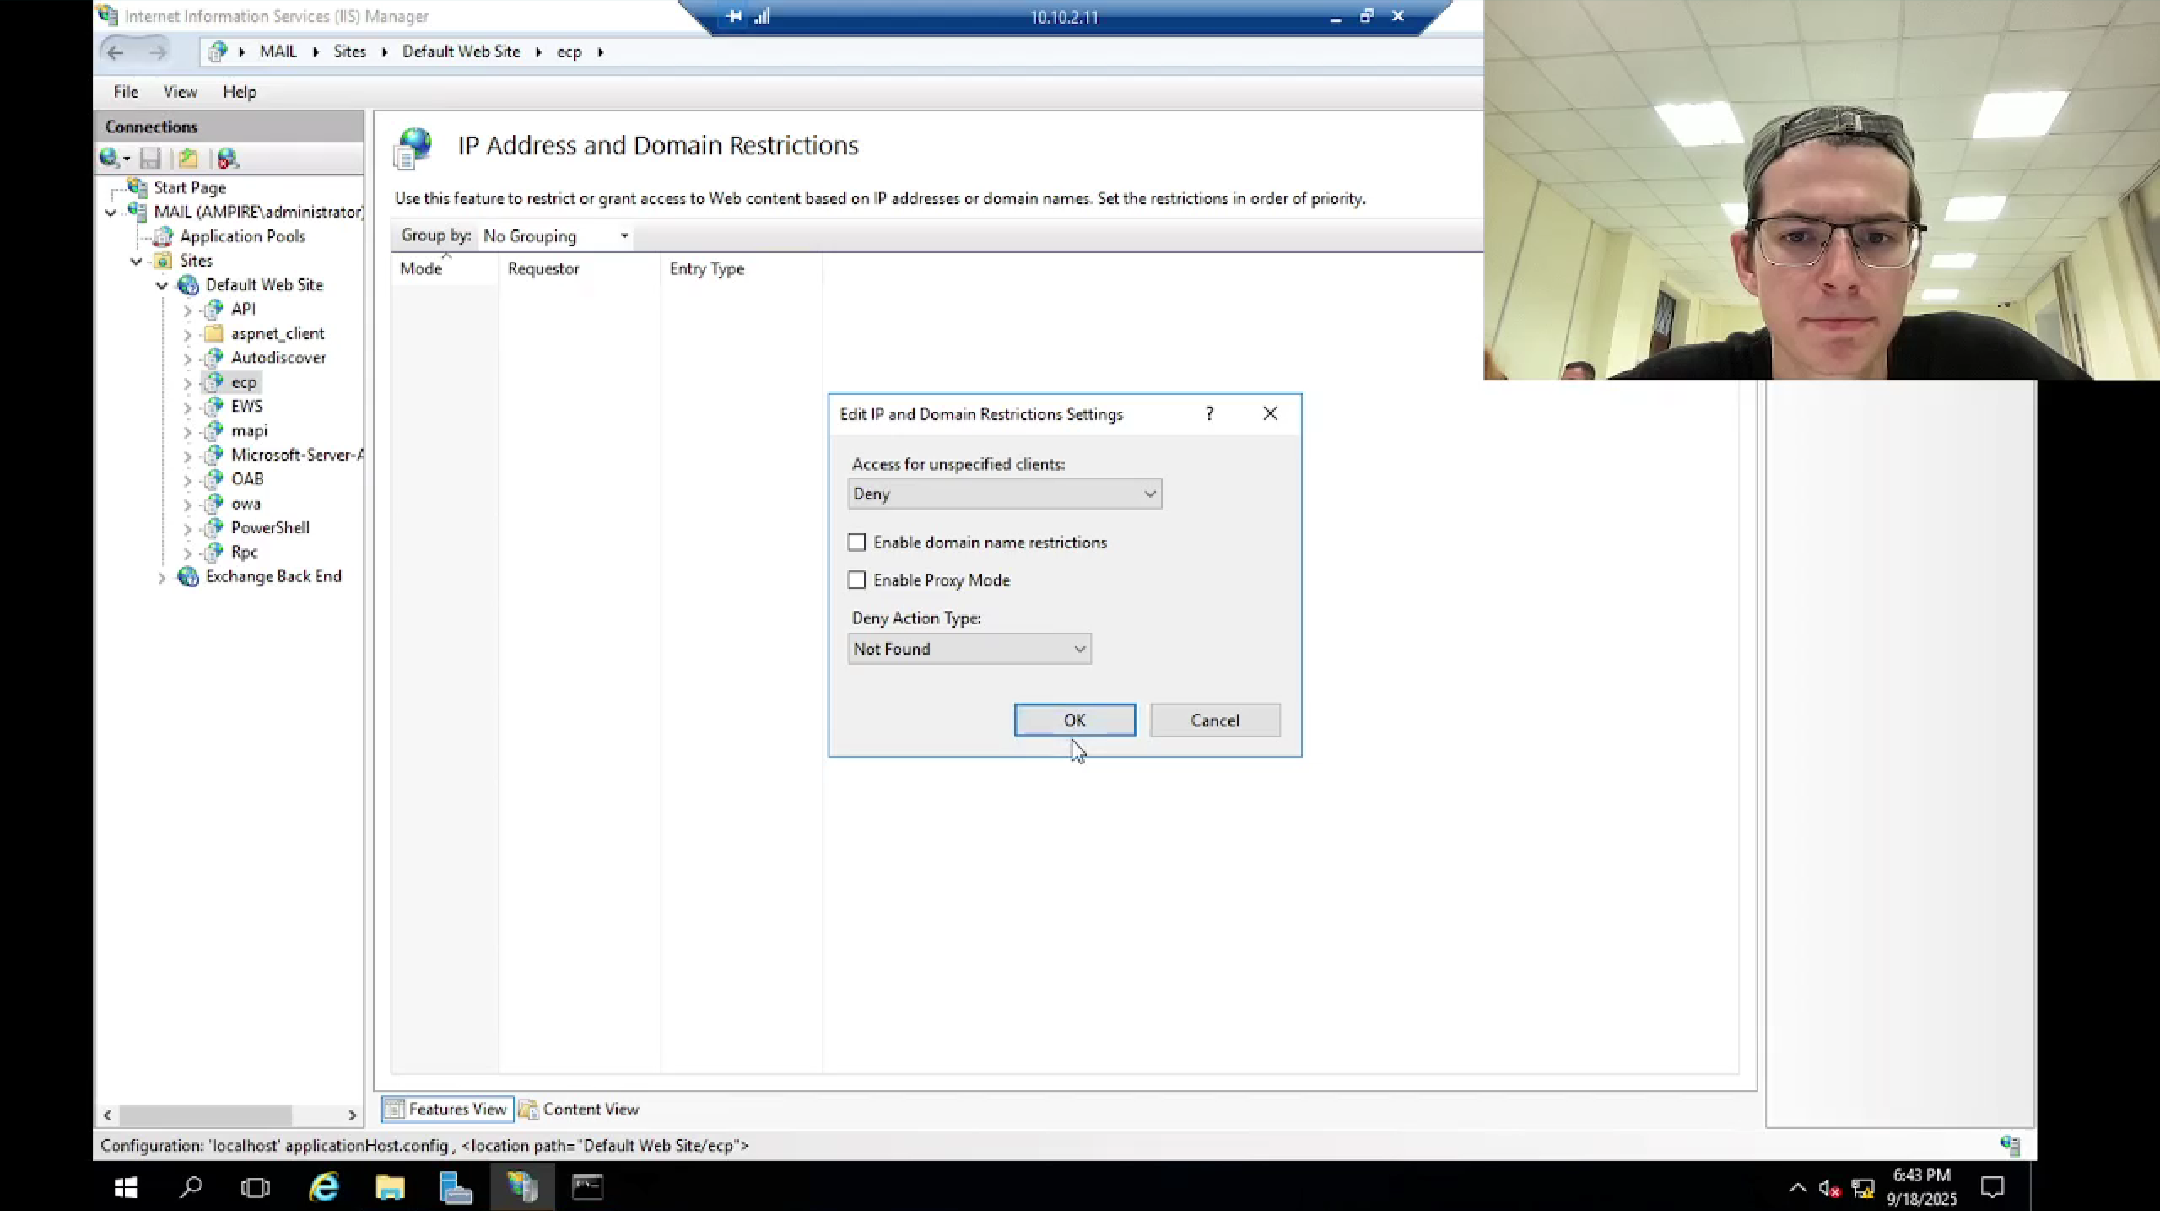 Internet Information Services (IIS) Manager
10.10.2.11
MAIL
Sites
Default Web Site
ecp
File
View
Help
Connections
Start Page
MAIL (AMPIRE\administrator)
Application Pools
Sites
Default Web Site
API
aspnet_client
Autodiscover
ecp
EWS
mapi
Microsoft-Server-A
OAB
owa
PowerShell
Rpc
Exchange Back End
IP Address and Domain Restrictions
Use this feature to restrict or grant access to Web content based on IP addresses or domain names. Set the restrictions in order of priority.
Group by:
No Grouping
Mode
Requestor
Entry Type
Edit IP and Domain Restrictions Settings
?
Access for unspecified clients:
Deny
Enable domain name restrictions
Enable Proxy Mode
Deny Action Type:
Not Found
OK
Cancel
Features View
Content View
Configuration: 'localhost' applicationHost.config , <location path="Default Web Site/ecp">
6:43 PM
9/18/2025